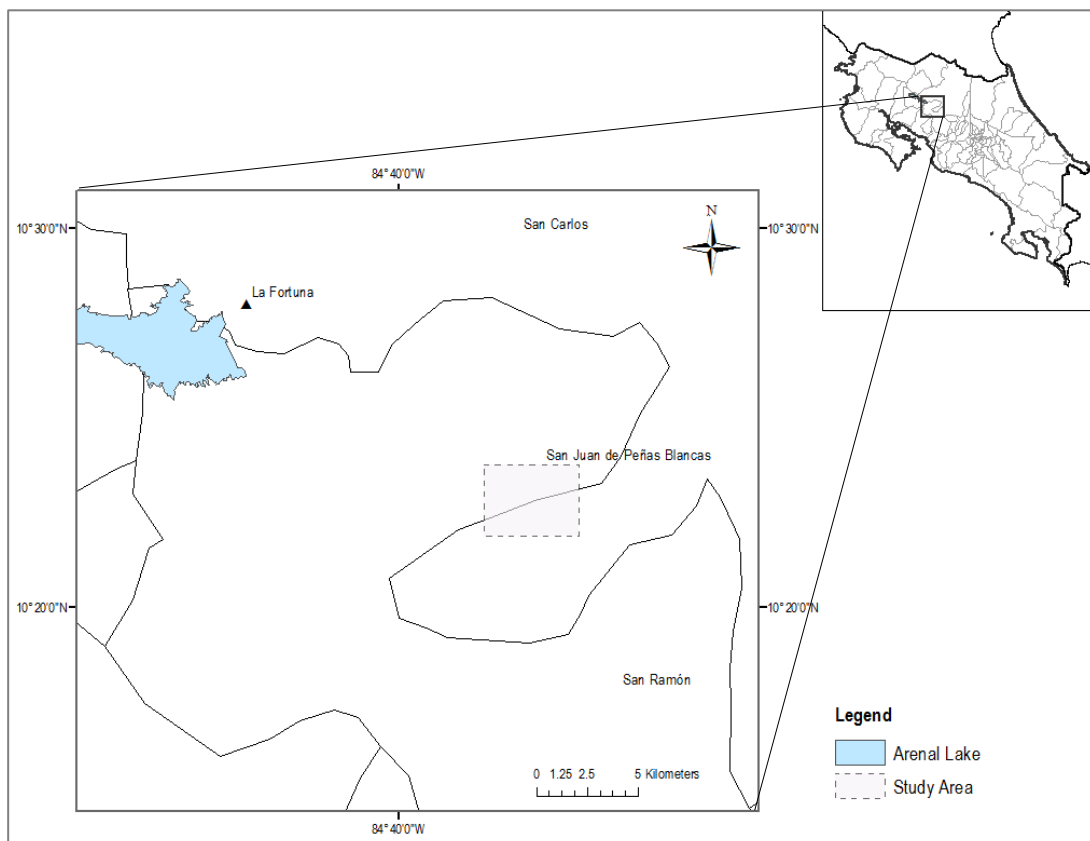 84°40'0"W
10°30'0"N
San Carlos
N
10°30'0"N
La Fortuna
San Juan de Peñas Blancas
10°20'0"N
10°20'0"N
San Ramón
Legend
Arenal Lake
Study Area
0 1.25 2.5 5 Kilometers
84°40'0"W